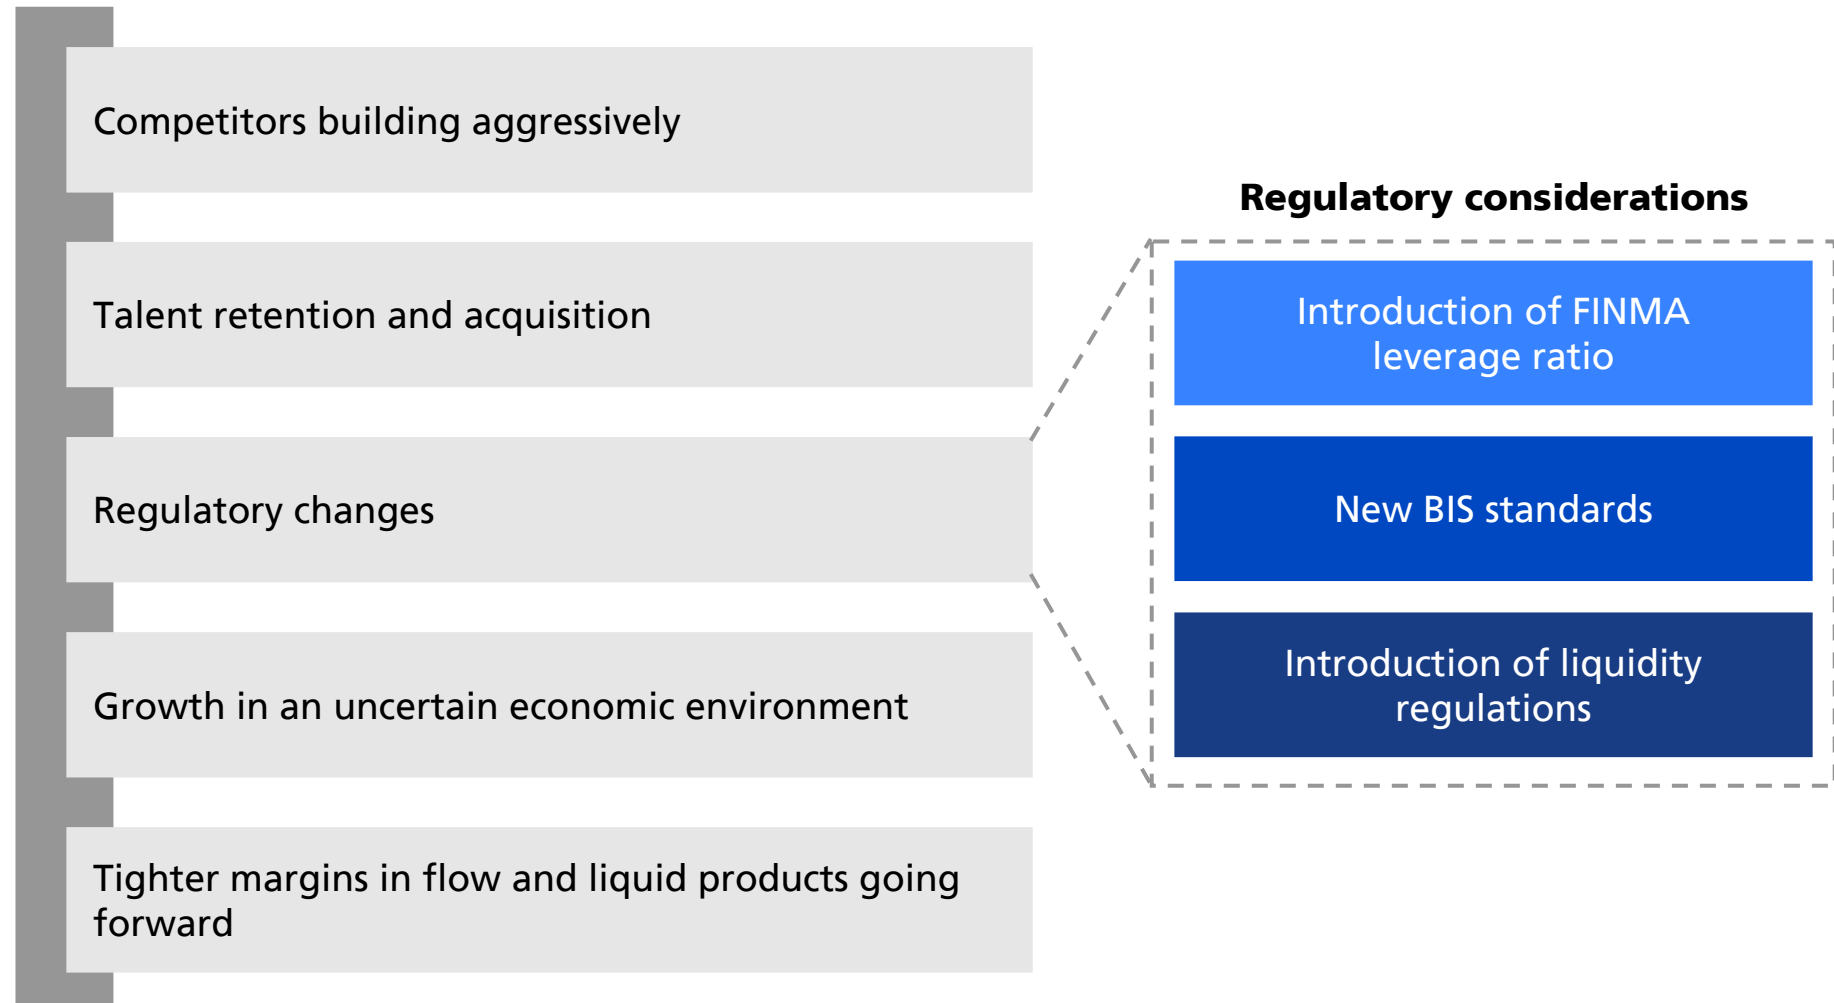 Competitors building aggressively
Talent retention and acquisition
Regulatory changes
Growth in an uncertain economic environment
Tighter margins in flow and liquid products going
forward
Regulatory considerations
Introduction of FINMA
leverage ratio
New BIS standards
Introduction of liquidity
regulations